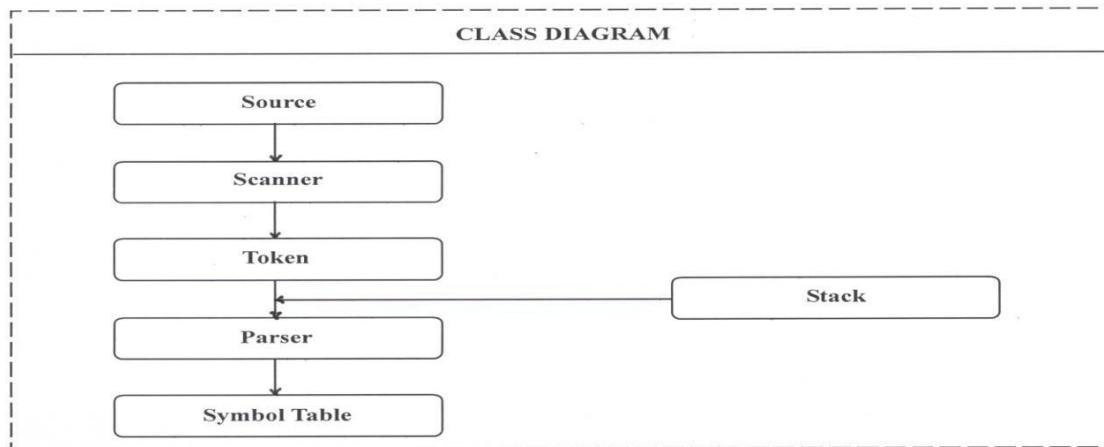 CLASS DIAGRAM
Source
Scanner
Token
Stack
Parser
Symbol Table